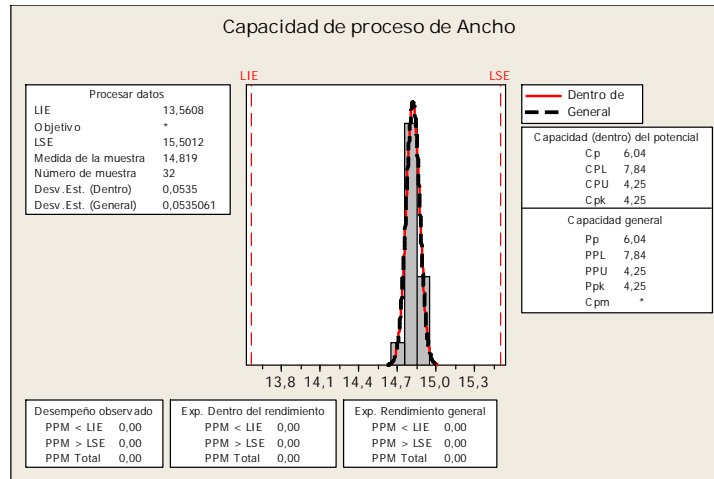 Capacidad de proceso de Ancho
LIE
LSE
Procesar datos
LIE 13,5608
Objetivo *
LSE 15,5012
Medida de la muestra 14,819
Número de muestra 32
Desv.Est. (Dentro) 0,0535
Desv.Est. (General) 0,0535061
Dentro de
General
Capacidad (dentro) del potencial
Cp 6,04
CPL 7,84
CPU 4,25
Cpk 4,25
Capacidad general
Pp 6,04
PPL 7,84
PPU 4,25
Ppk 4,25
Cpm *
13,8 14,1 14,4 14,7 15,0 15,3
Desempeño observado
PPM < LIE 0,00
PPM > LSE 0,00
PPM Total 0,00
Exp. Dentro del rendimiento
PPM < LIE 0,00
PPM > LSE 0,00
PPM Total 0,00
Exp. Rendimiento general
PPM < LIE 0,00
PPM > LSE 0,00
PPM Total 0,00